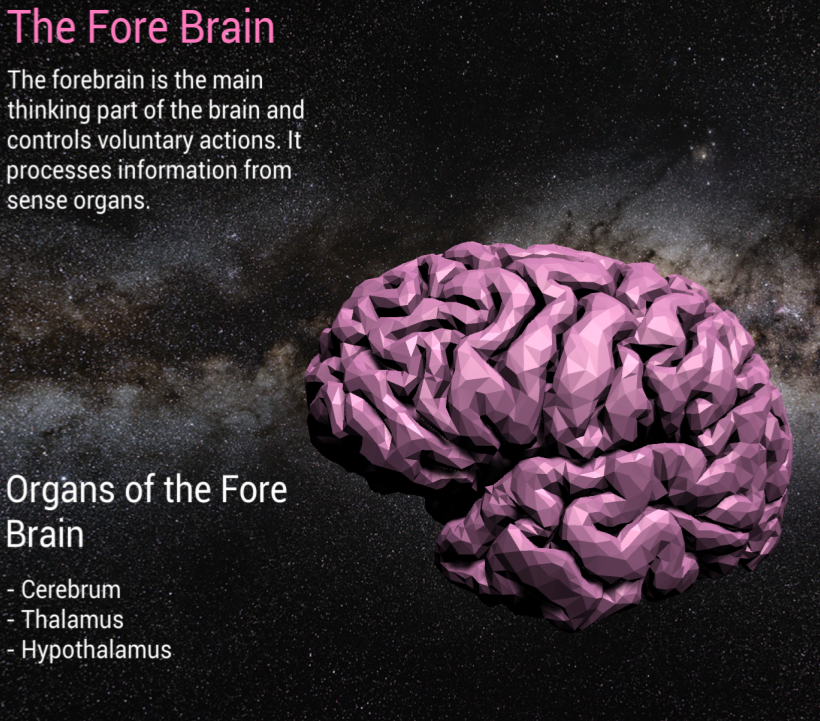 The Fore Brain
The forebrain is the main
thinking part of the brain and
controls voluntary actions. It
processes information from
sense organs.
Organs of the Fore
Brain
- Cerebrum
- Thalamus
- Hypothalamus